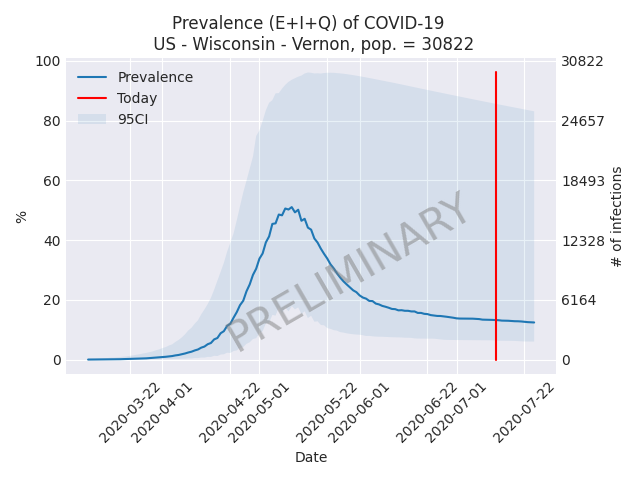 Prevalence (E+I+Q) of COVID-19
US - Wisconsin - Vernon, pop. = 30822
100
80
60
40
20
0
%
30822
24657
18493
12328
6164
0
# of infections
Prevalence
Today
95CI
PRELIMINARY
2020-03-22
2020-04-01
2020-04-22
2020-05-01
2020-05-22
2020-06-01
2020-06-22
2020-07-01
2020-07-22
Date